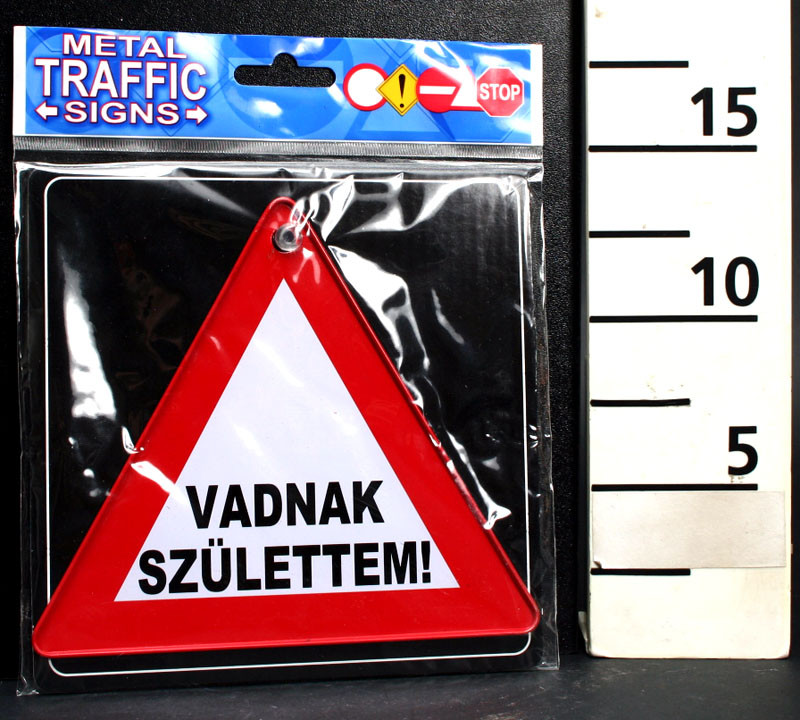 METAL
TRAFFIC
SIGNS
STOP
VADNAK
SZÜLETTEM!
15
10
5